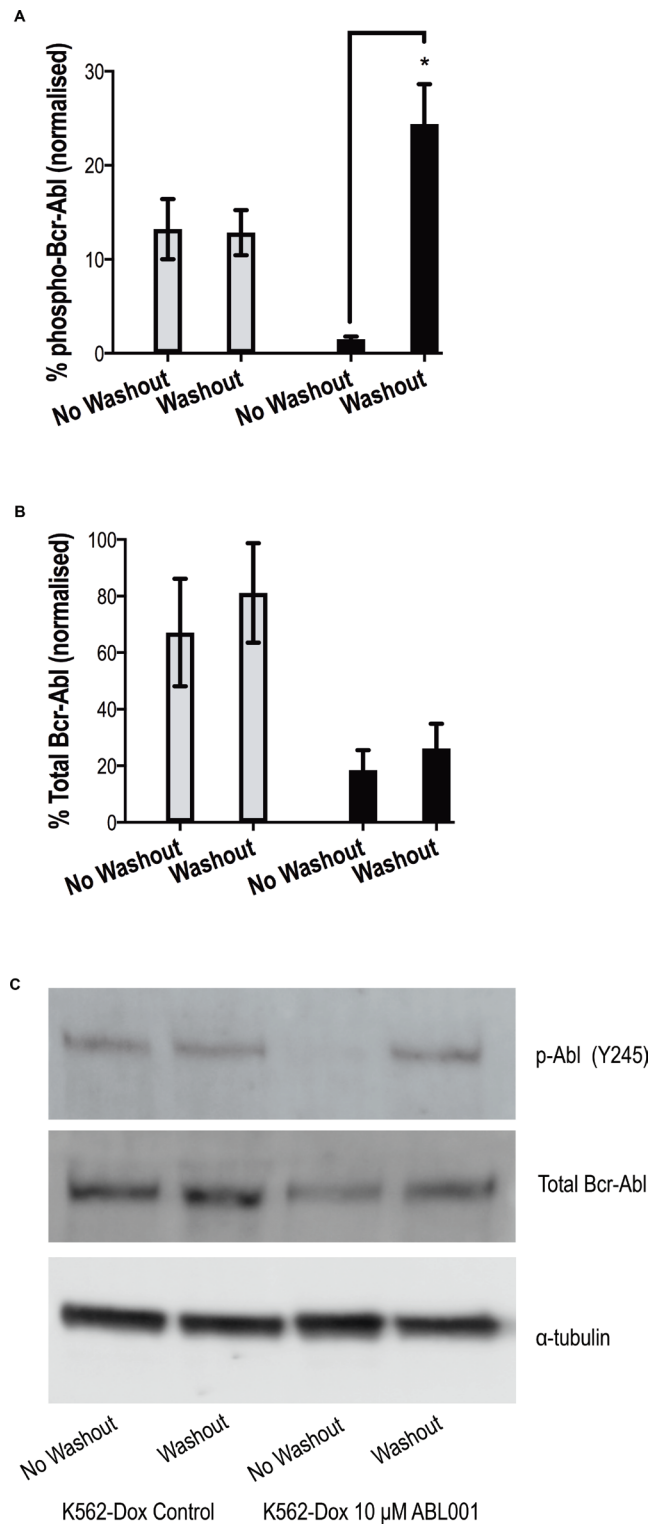 A
% phospho-Bcr-Abl (normalised)
30
20
10
0
*
No Washout
Washout
No Washout
Washout
B
% Total Bcr-Abl (normalised)
100
80
60
40
20
0
No Washout
Washout
No Washout
Washout
C
p-Abl (Y245)
Total Bcr-Abl
α-tubulin
No Washout
Washout
No Washout
Washout
K562-Dox Control
K562-Dox 10 µM ABL001